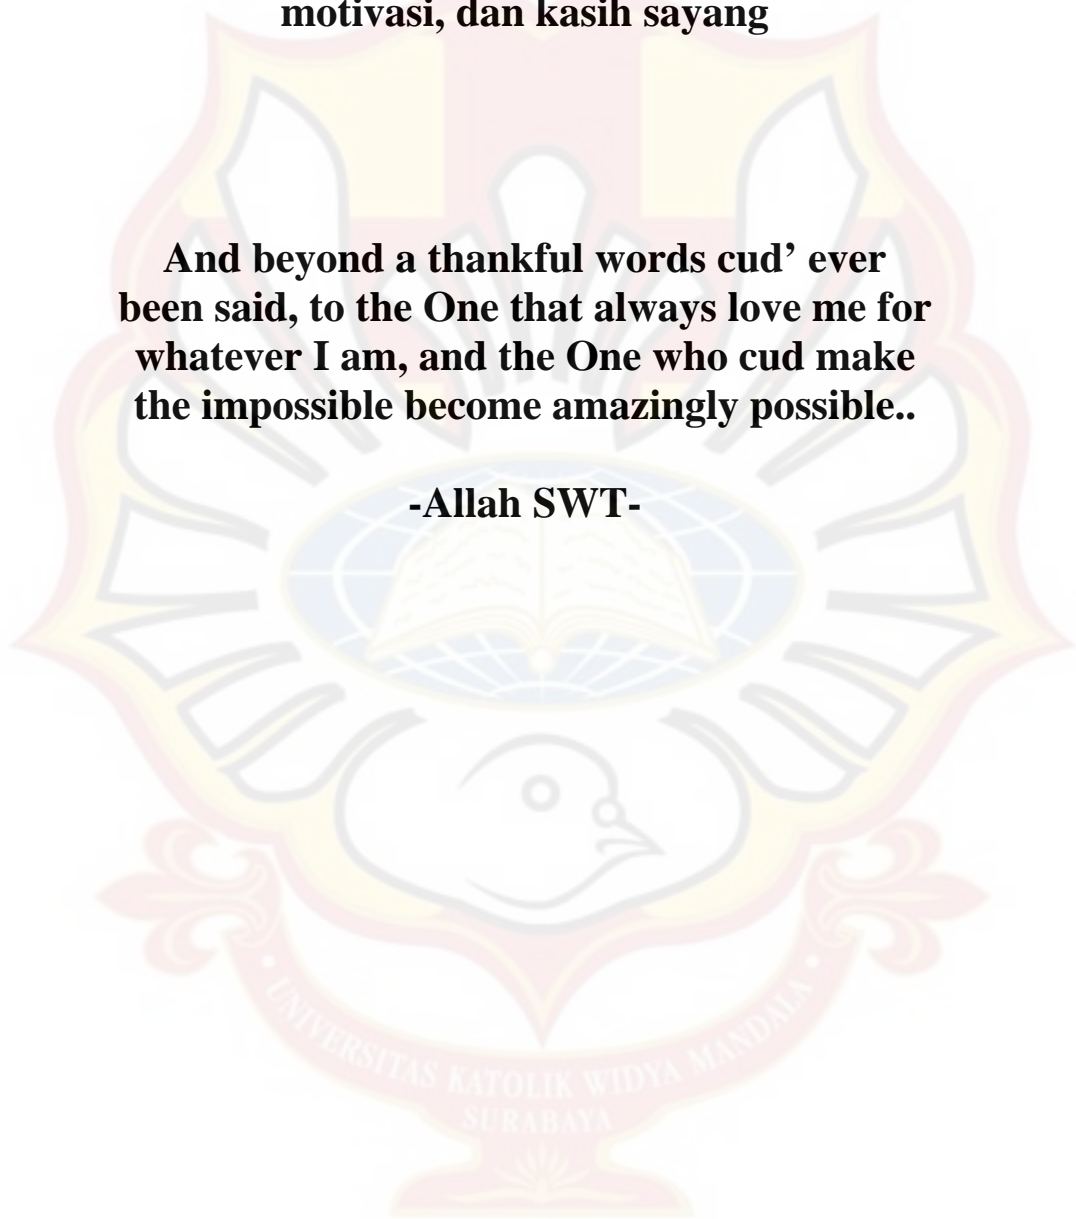 motivasi, dan kasih sayang
And beyond a thankful words cud’ ever
been said, to the One that always love me for
whatever I am, and the One who cud make
the impossible become amazingly possible..
-Allah SWT-
UNIVERSITAS KATOLIK WIDYA MANDALA
SURABAYA